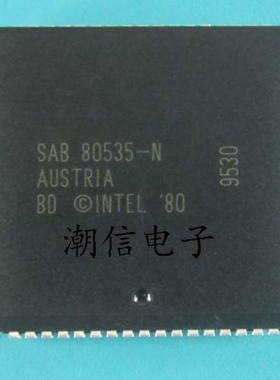 SAB 80535-N
AUSTRIA
BD ©INTEL '80
9530
潮信电子